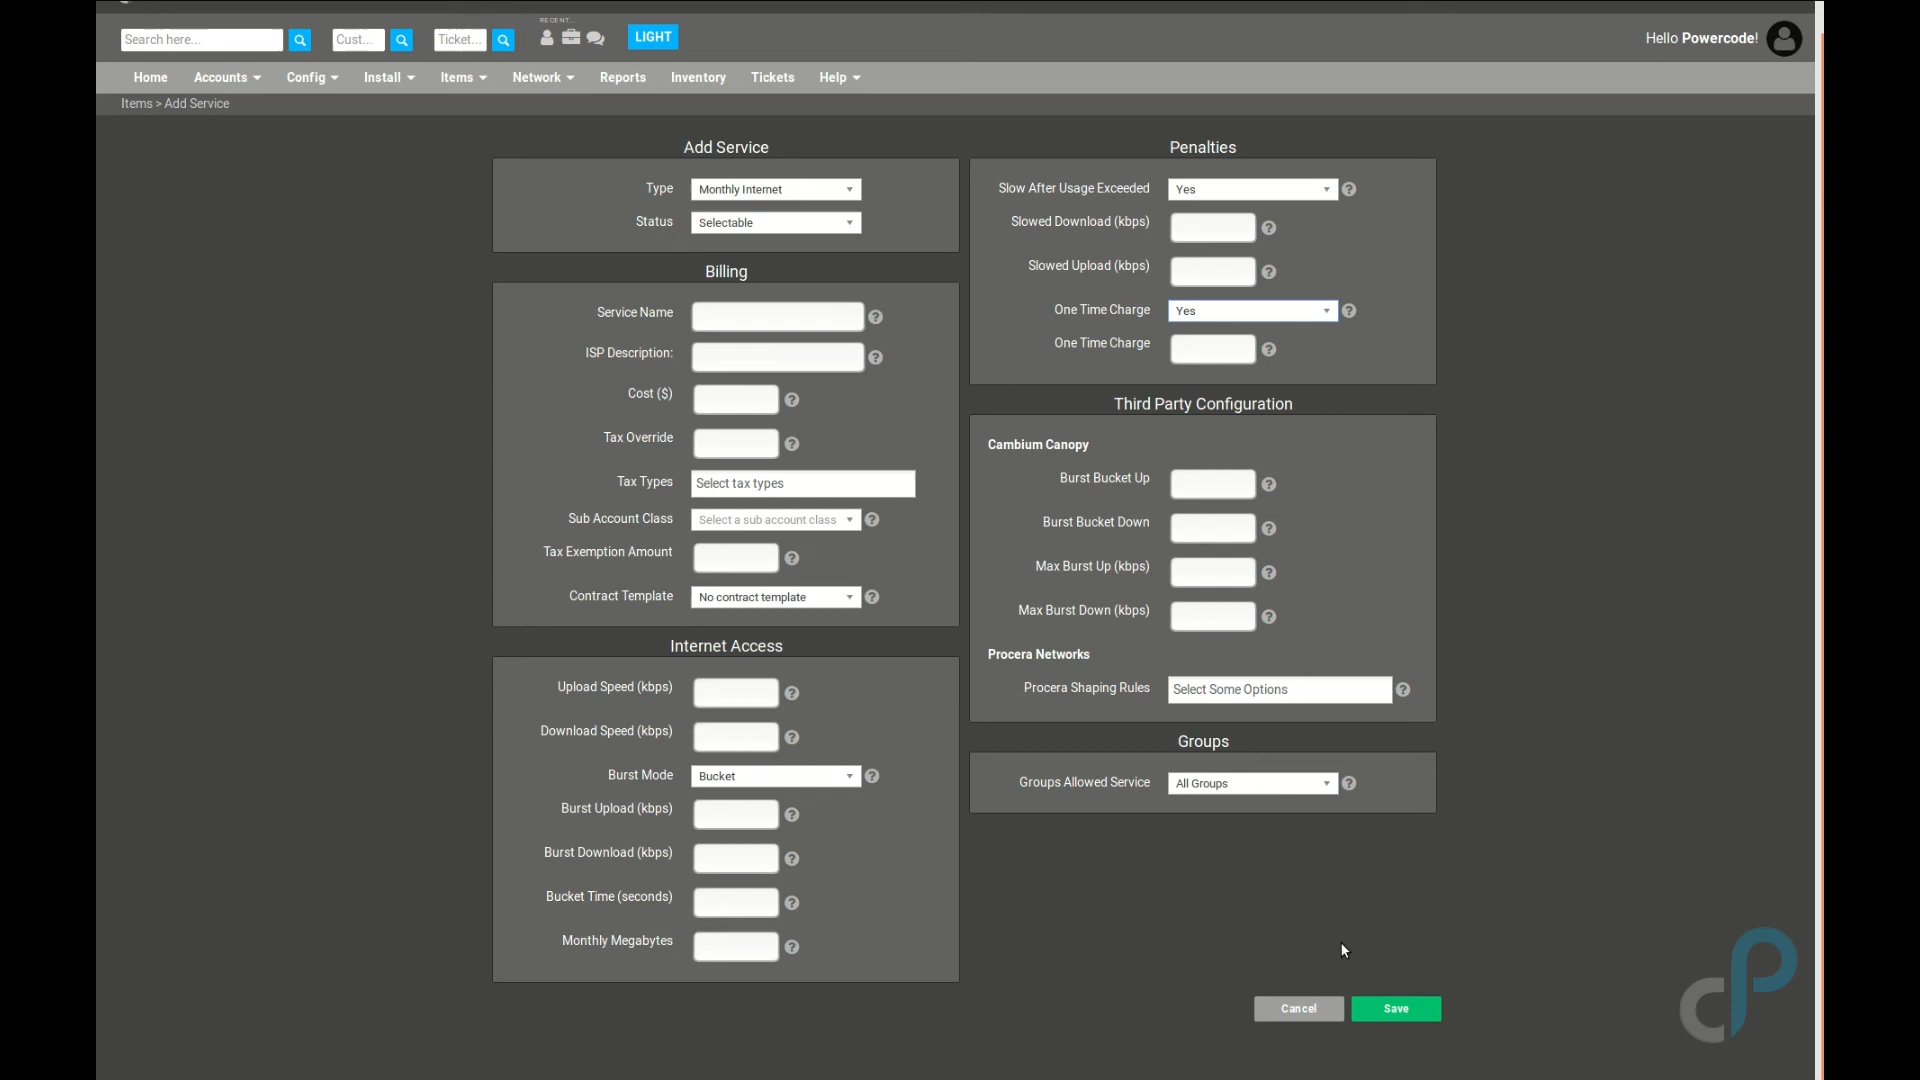 RECENT...
Search here...
Cust...
Ticket...
LIGHT
Hello Powercode!
Home
Accounts
Config
Install
Items
Network
Reports
Inventory
Tickets
Help
Items > Add Service
Add Service
Type
Monthly Internet
Status
Selectable
Billing
Service Name
ISP Description:
Cost ($)
Tax Override
Tax Types
Select tax types
Sub Account Class
Select a sub account class
Tax Exemption Amount
Contract Template
No contract template
Internet Access
Upload Speed (kbps)
Download Speed (kbps)
Burst Mode
Bucket
Burst Upload (kbps)
Burst Download (kbps)
Bucket Time (seconds)
Monthly Megabytes
Penalties
Slow After Usage Exceeded
Yes
Slowed Download (kbps)
Slowed Upload (kbps)
One Time Charge
Yes
One Time Charge
Third Party Configuration
Cambium Canopy
Burst Bucket Up
Burst Bucket Down
Max Burst Up (kbps)
Max Burst Down (kbps)
Procera Networks
Procera Shaping Rules
Select Some Options
Groups
Groups Allowed Service
All Groups
Cancel
Save